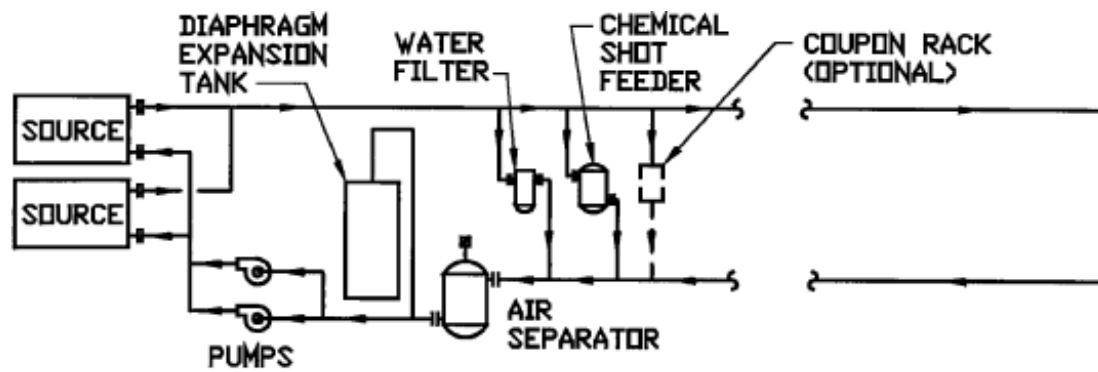 DIAPHRAGM
EXPANSION
TANK
WATER
FILTER
CHEMICAL
SHOT
FEEDER
COUPON RACK
(OPTIONAL)
SOURCE
SOURCE
AIR
SEPARATOR
PUMPS